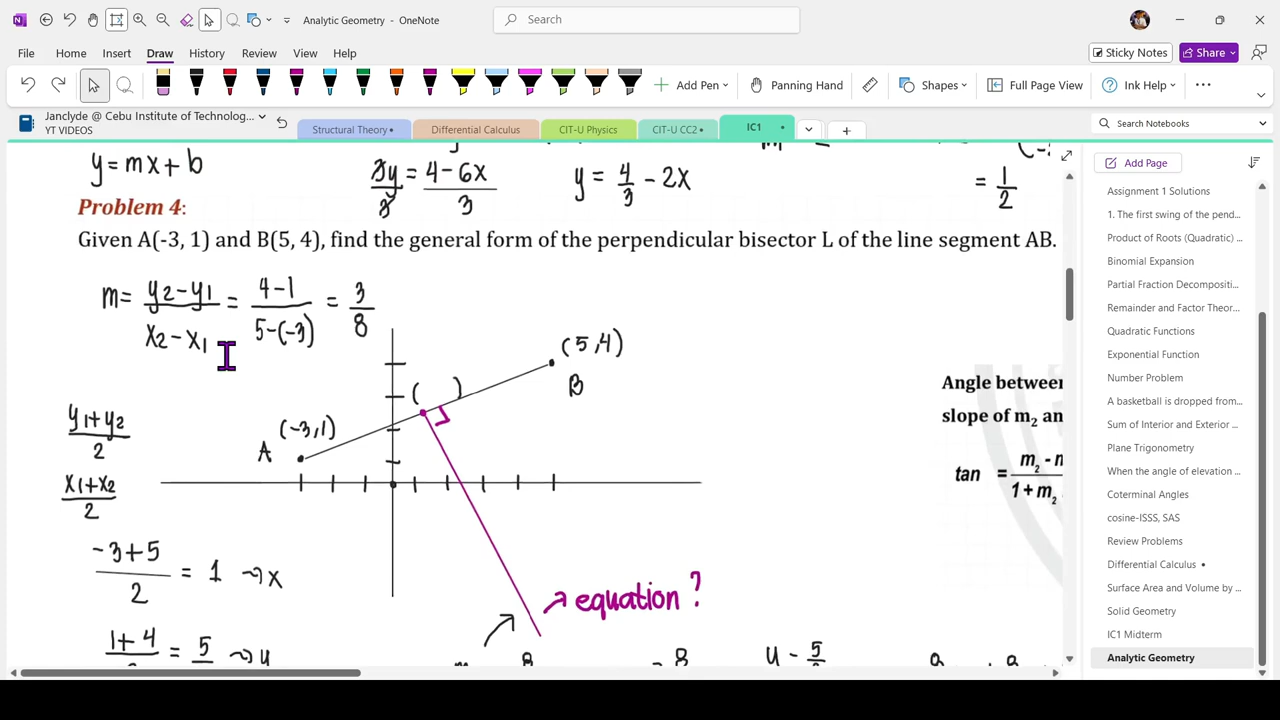 Analytic Geometry - OneNote
Search
File Home Insert Draw History Review View Help
Sticky Notes
Share
Add Pen
Panning Hand
Shapes
Full Page View
Ink Help
Janclyde @ Cebu Institute of Technolog...
YT VIDEOS
Structural Theory
Differential Calculus
CIT-U Physics
CIT-U CC2
IC1
Search Notebooks
Add Page
Assignment 1 Solutions
1. The first swing of the pend...
Product of Roots (Quadratic) ...
Binomial Expansion
Partial Fraction Decompositi...
Remainder and Factor Theor...
Quadratic Functions
Exponential Function
Number Problem
A basketball is dropped from...
Sum of Interior and Exterior ...
Plane Trigonometry
When the angle of elevation ...
Coterminal Angles
cosine-ISSS, SAS
Review Problems
Differential Calculus
Surface Area and Volume by ...
Solid Geometry
IC1 Midterm
Analytic Geometry
y = mx + b
3y/3 = 4-6x/3
y = 4/3 - 2x
= 1/2
Problem 4:
Given A(-3, 1) and B(5, 4), find the general form of the perpendicular bisector L of the line segment AB.
m = y2-y1/x2-x1 = 4-1/5-(-3) = 3/8
(5,4)
B
( )
(-3,1)
A
y1+y2/2
x1+x2/2
-3+5/2 = 1 → x
1+4 = 5 → y
→ equation ?
8
= 8
y - 5
Angle between
slope of m2 an
tan = m2 - m
1 + m2